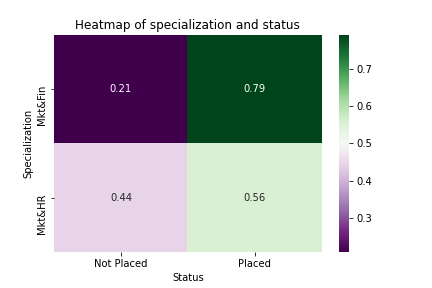 Heatmap of specialization and status
0.21 0.79
0.44 0.56
Mkt&Fin
Mkt&HR
Specialization
Not Placed Placed
Status
0.7
0.6
0.5
0.4
0.3